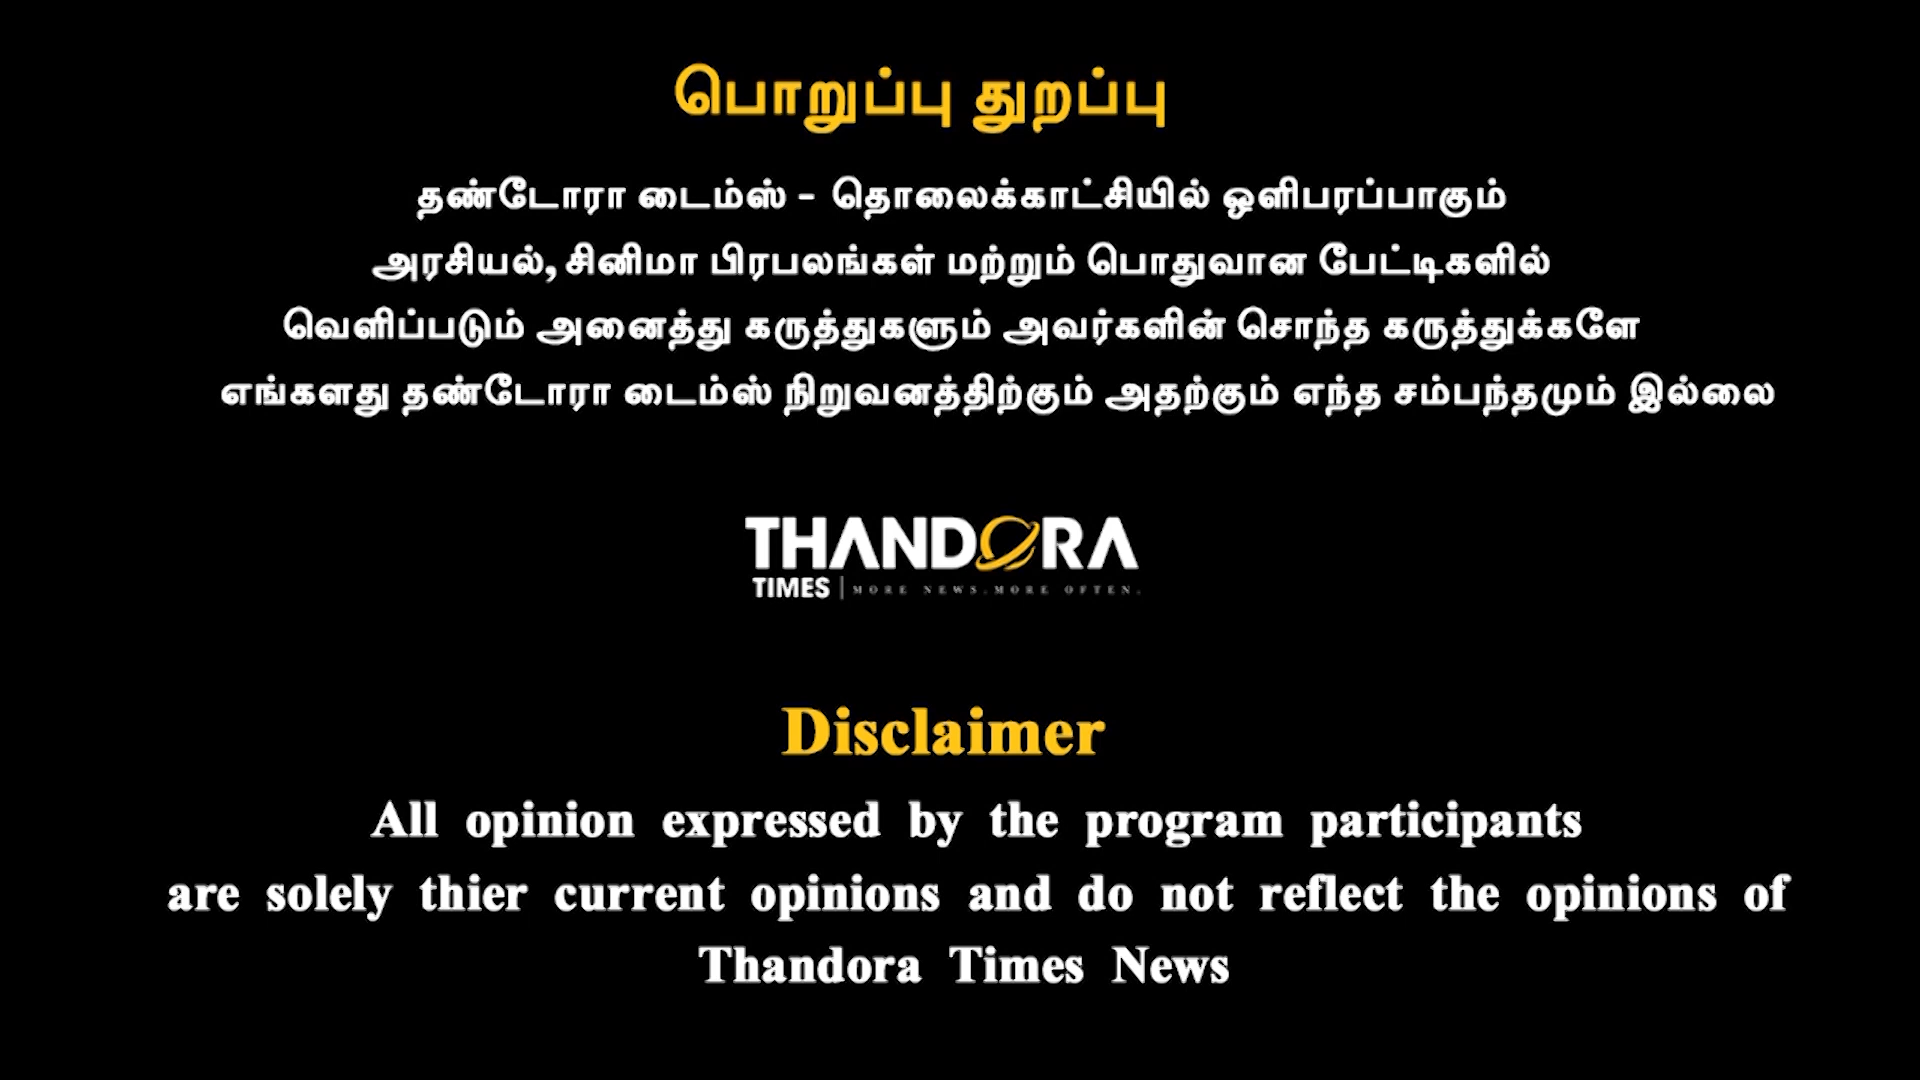 பொறுப்பு துறப்பு
தண்டோரா டைம்ஸ் - தொலைக்காட்சியில் ஒளிபரப்பாகும்
அரசியல், சினிமா பிரபலங்கள் மற்றும் பொதுவான பேட்டிகளில்
வெளிப்படும் அனைத்து கருத்துகளும் அவர்களின் சொந்த கருத்துக்களே
எங்களது தண்டோரா டைம்ஸ் நிறுவனத்திற்கும் அதற்கும் எந்த சம்பந்தமும் இல்லை
THANDORA
TIMES | MORE NEWS. MORE OFTEN.
Disclaimer
All opinion expressed by the program participants
are solely thier current opinions and do not reflect the opinions of
Thandora Times News